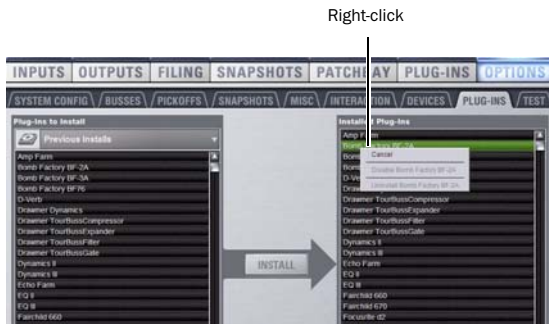 Right-click
INPUTS OUTPUTS FILING SNAPSHOTS PATCHBAY PLUG-INS OPTIONS
SYSTEM CONFIG BUSSES PICKOFFS SNAPSHOTS MISC INTERACTION DEVICES PLUG-INS TEST
Plug-Ins to Install
Previous Installs
Amp Farm
Bomb Factory BF-2A
Bomb Factory BF-3A
Bomb Factory BF76
D-Verb
Drawmer Dynamics
Drawmer TourBussCompressor
Drawmer TourBussExpander
Drawmer TourBussFilter
Drawmer TourBussGate
Dynamics II
Dynamics III
Echo Farm
EQ II
EQ III
Fairchild 660
INSTALL
Installed Plug-Ins
Amp Farm
Bomb Factory BF-2A
Cancel
Disable Bomb Factory BF-2A
Uninstall Bomb Factory BF-2A
Drawmer TourBussCompressor
Drawmer TourBussExpander
Drawmer TourBussFilter
Drawmer TourBussGate
Dynamics II
Dynamics III
Echo Farm
EQ II
EQ III
Fairchild 660
Fairchild 670
Focusrite d2